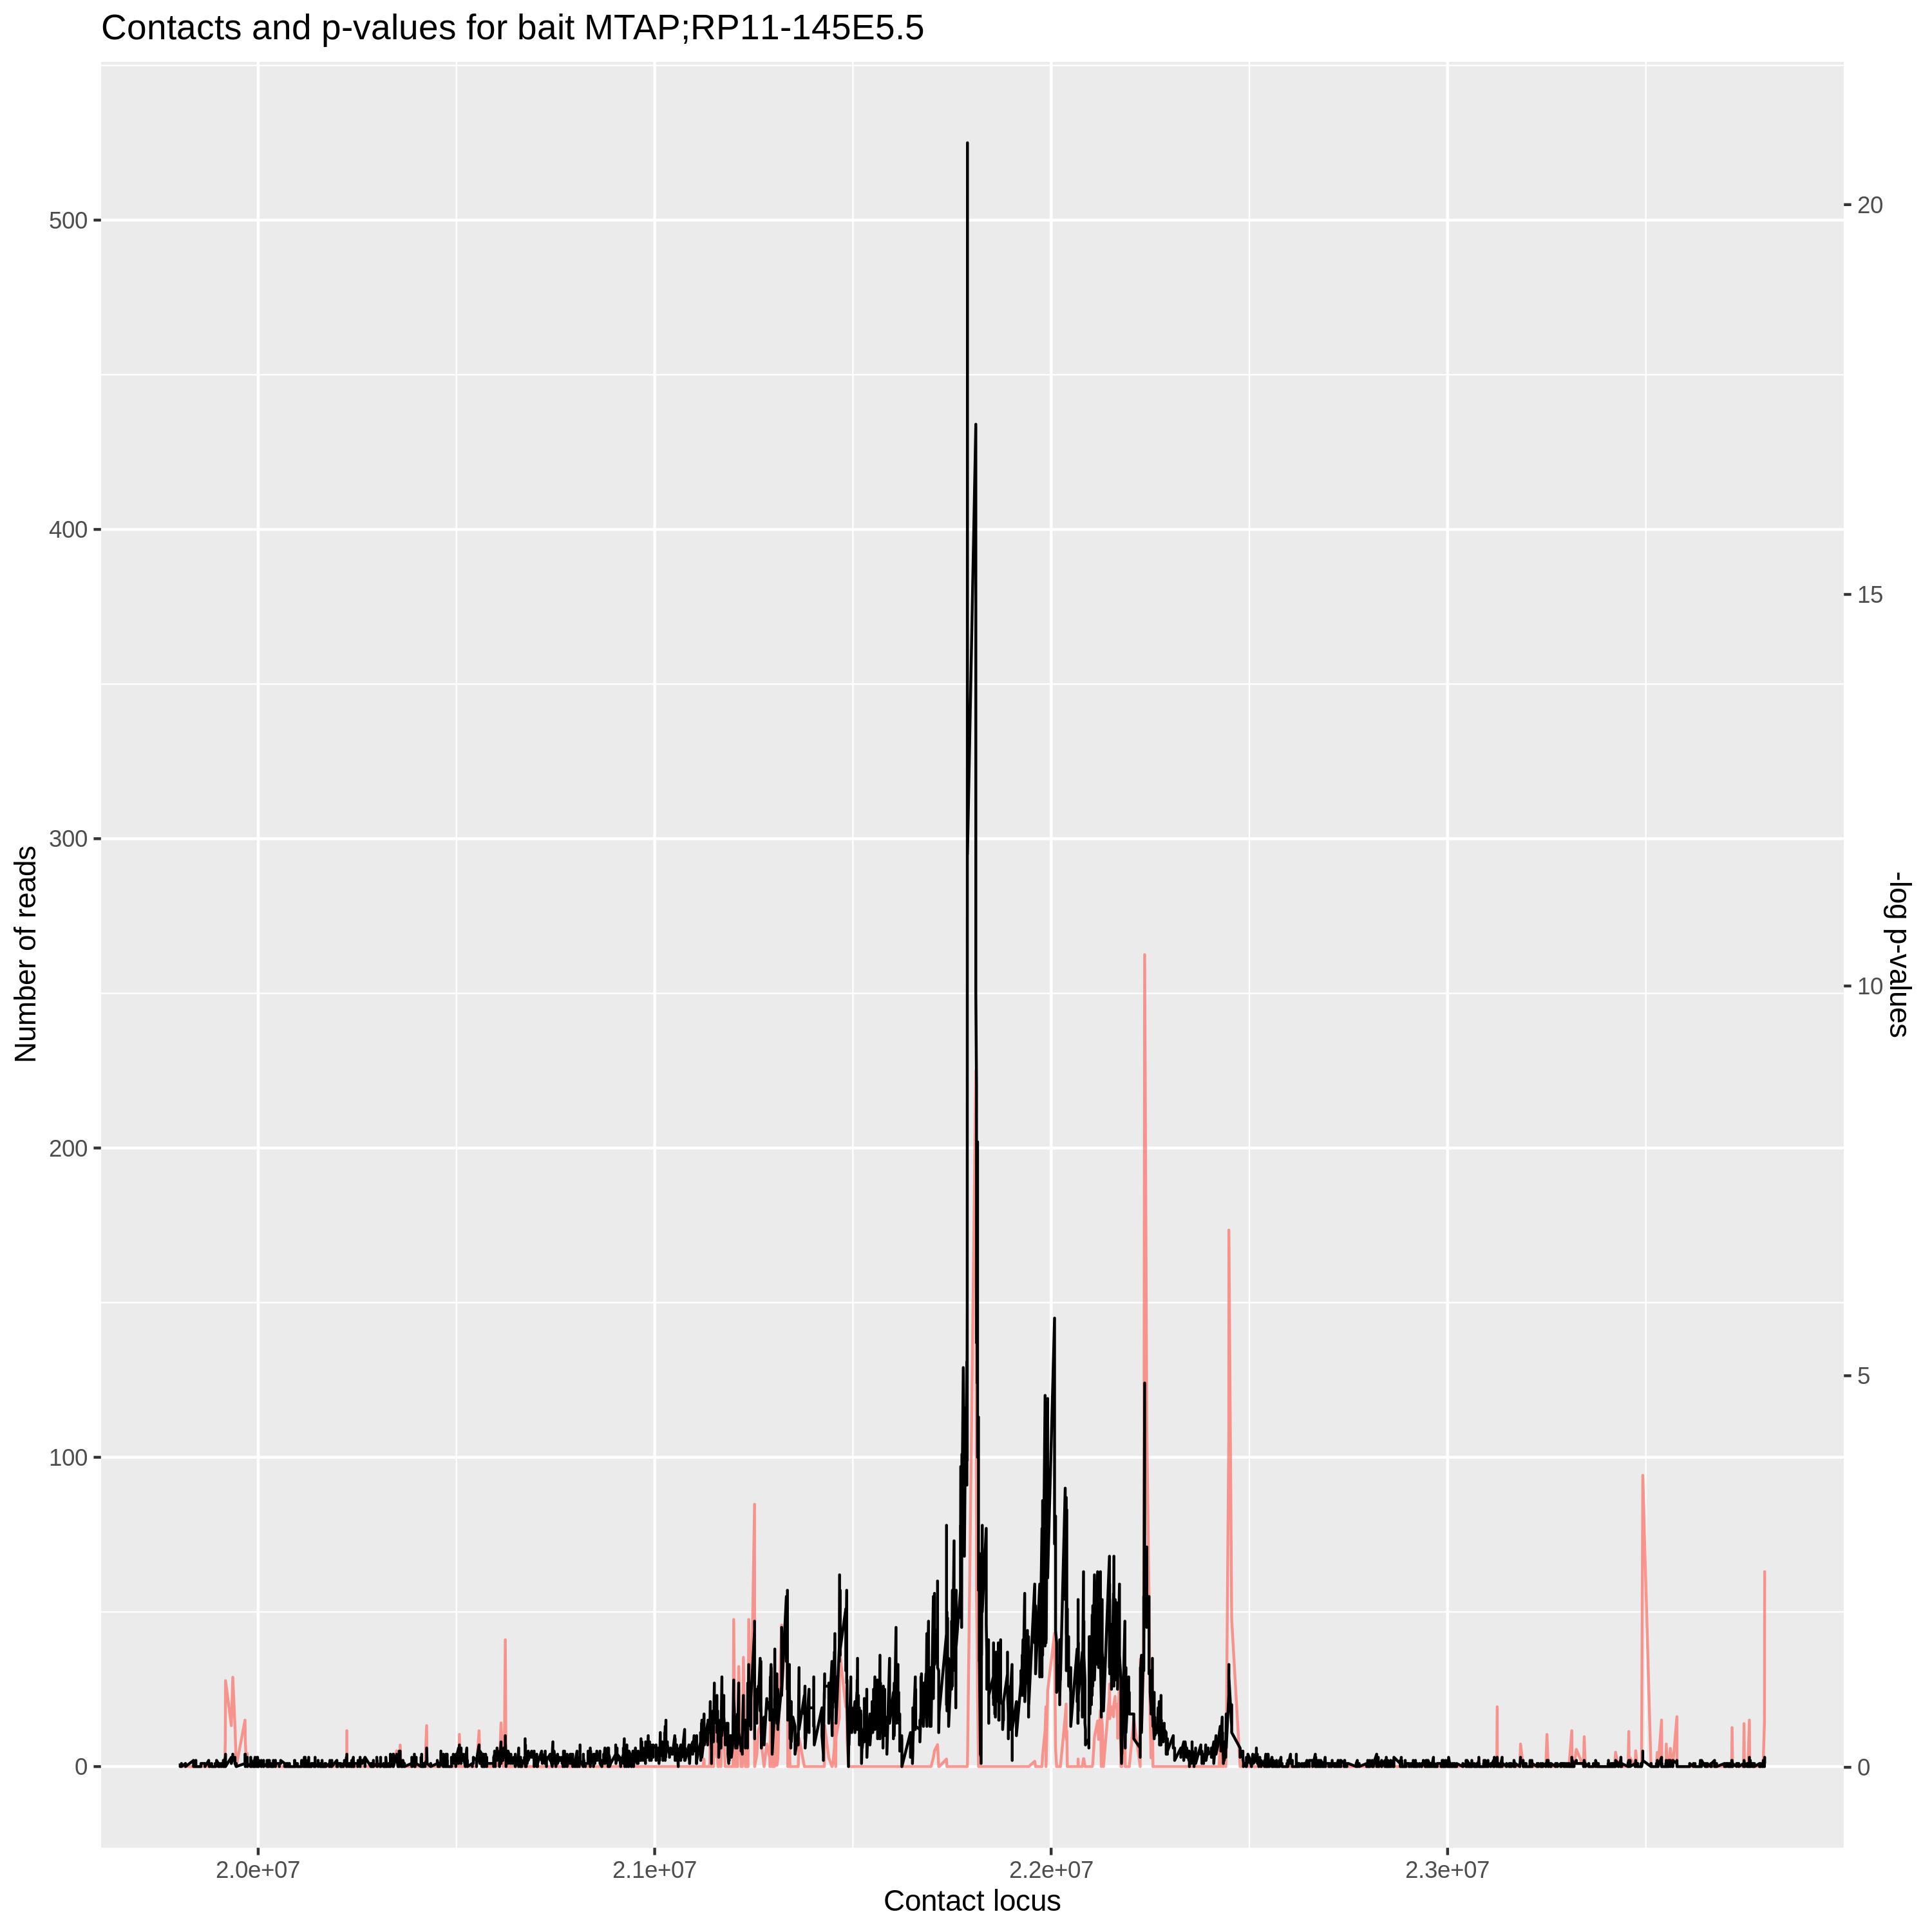 Contacts and p-values for bait MTAP;RP11-145E5.5
500
400
300
200
100
0
Number of reads
20
15
10
5
0
-log p-values
2.0e+07
2.1e+07
2.2e+07
2.3e+07
Contact locus